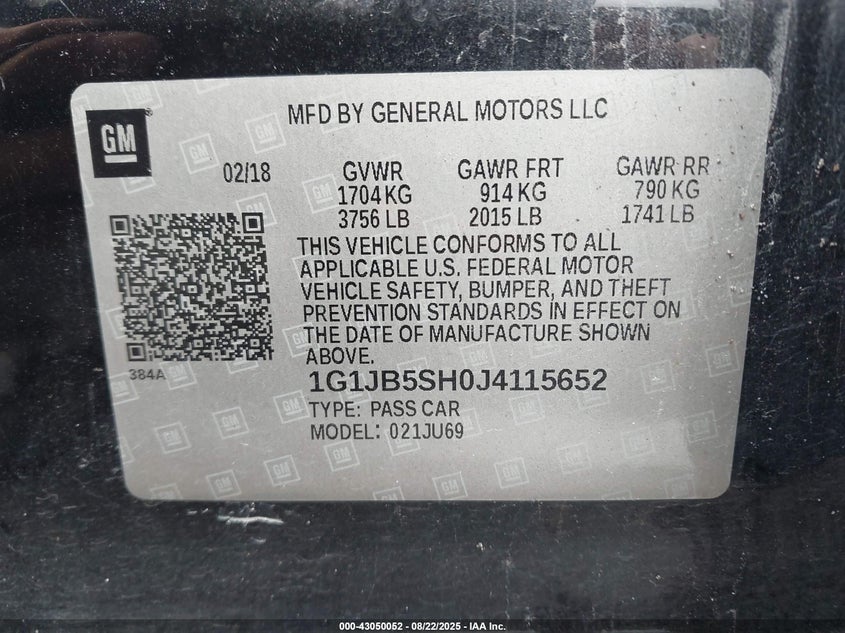 MFD BY GENERAL MOTORS LLC
GM
02/18 GVWR GAWR FRT GAWR RR
1704 KG 914 KG 790 KG
3756 LB 2015 LB 1741 LB
THIS VEHICLE CONFORMS TO ALL
APPLICABLE U.S. FEDERAL MOTOR
VEHICLE SAFETY, BUMPER, AND THEFT
PREVENTION STANDARDS IN EFFECT ON
THE DATE OF MANUFACTURE SHOWN
ABOVE.
384A
1G1JB5SH0J4115652
TYPE: PASS CAR
MODEL: 021JU69
000-43050052 - 08/22/2025 - IAA Inc.